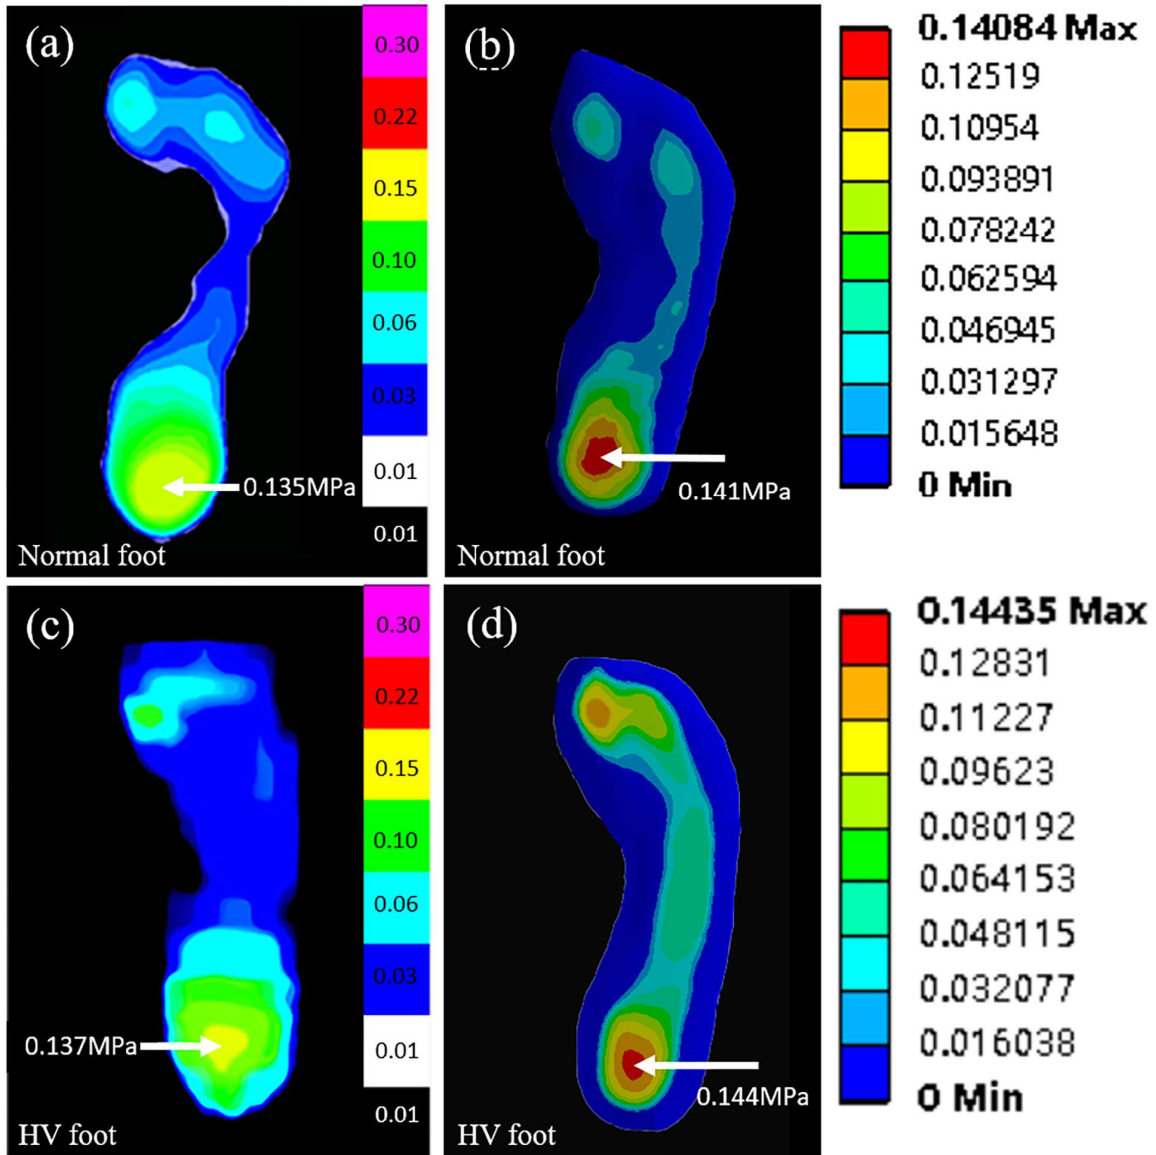 (a)
0.30
0.22
0.15
0.10
0.06
0.03
0.01
0.01
0.135MPa
Normal foot
(b)
0.141MPa
Normal foot
0.14084 Max
0.12519
0.10954
0.093891
0.078242
0.062594
0.046945
0.031297
0.015648
0 Min
(c)
0.30
0.22
0.15
0.10
0.06
0.03
0.01
0.01
0.137MPa
HV foot
(d)
0.144MPa
0.14435 Max
0.12831
0.11227
0.09623
0.080192
0.064153
0.048115
0.032077
0.016038
0 Min